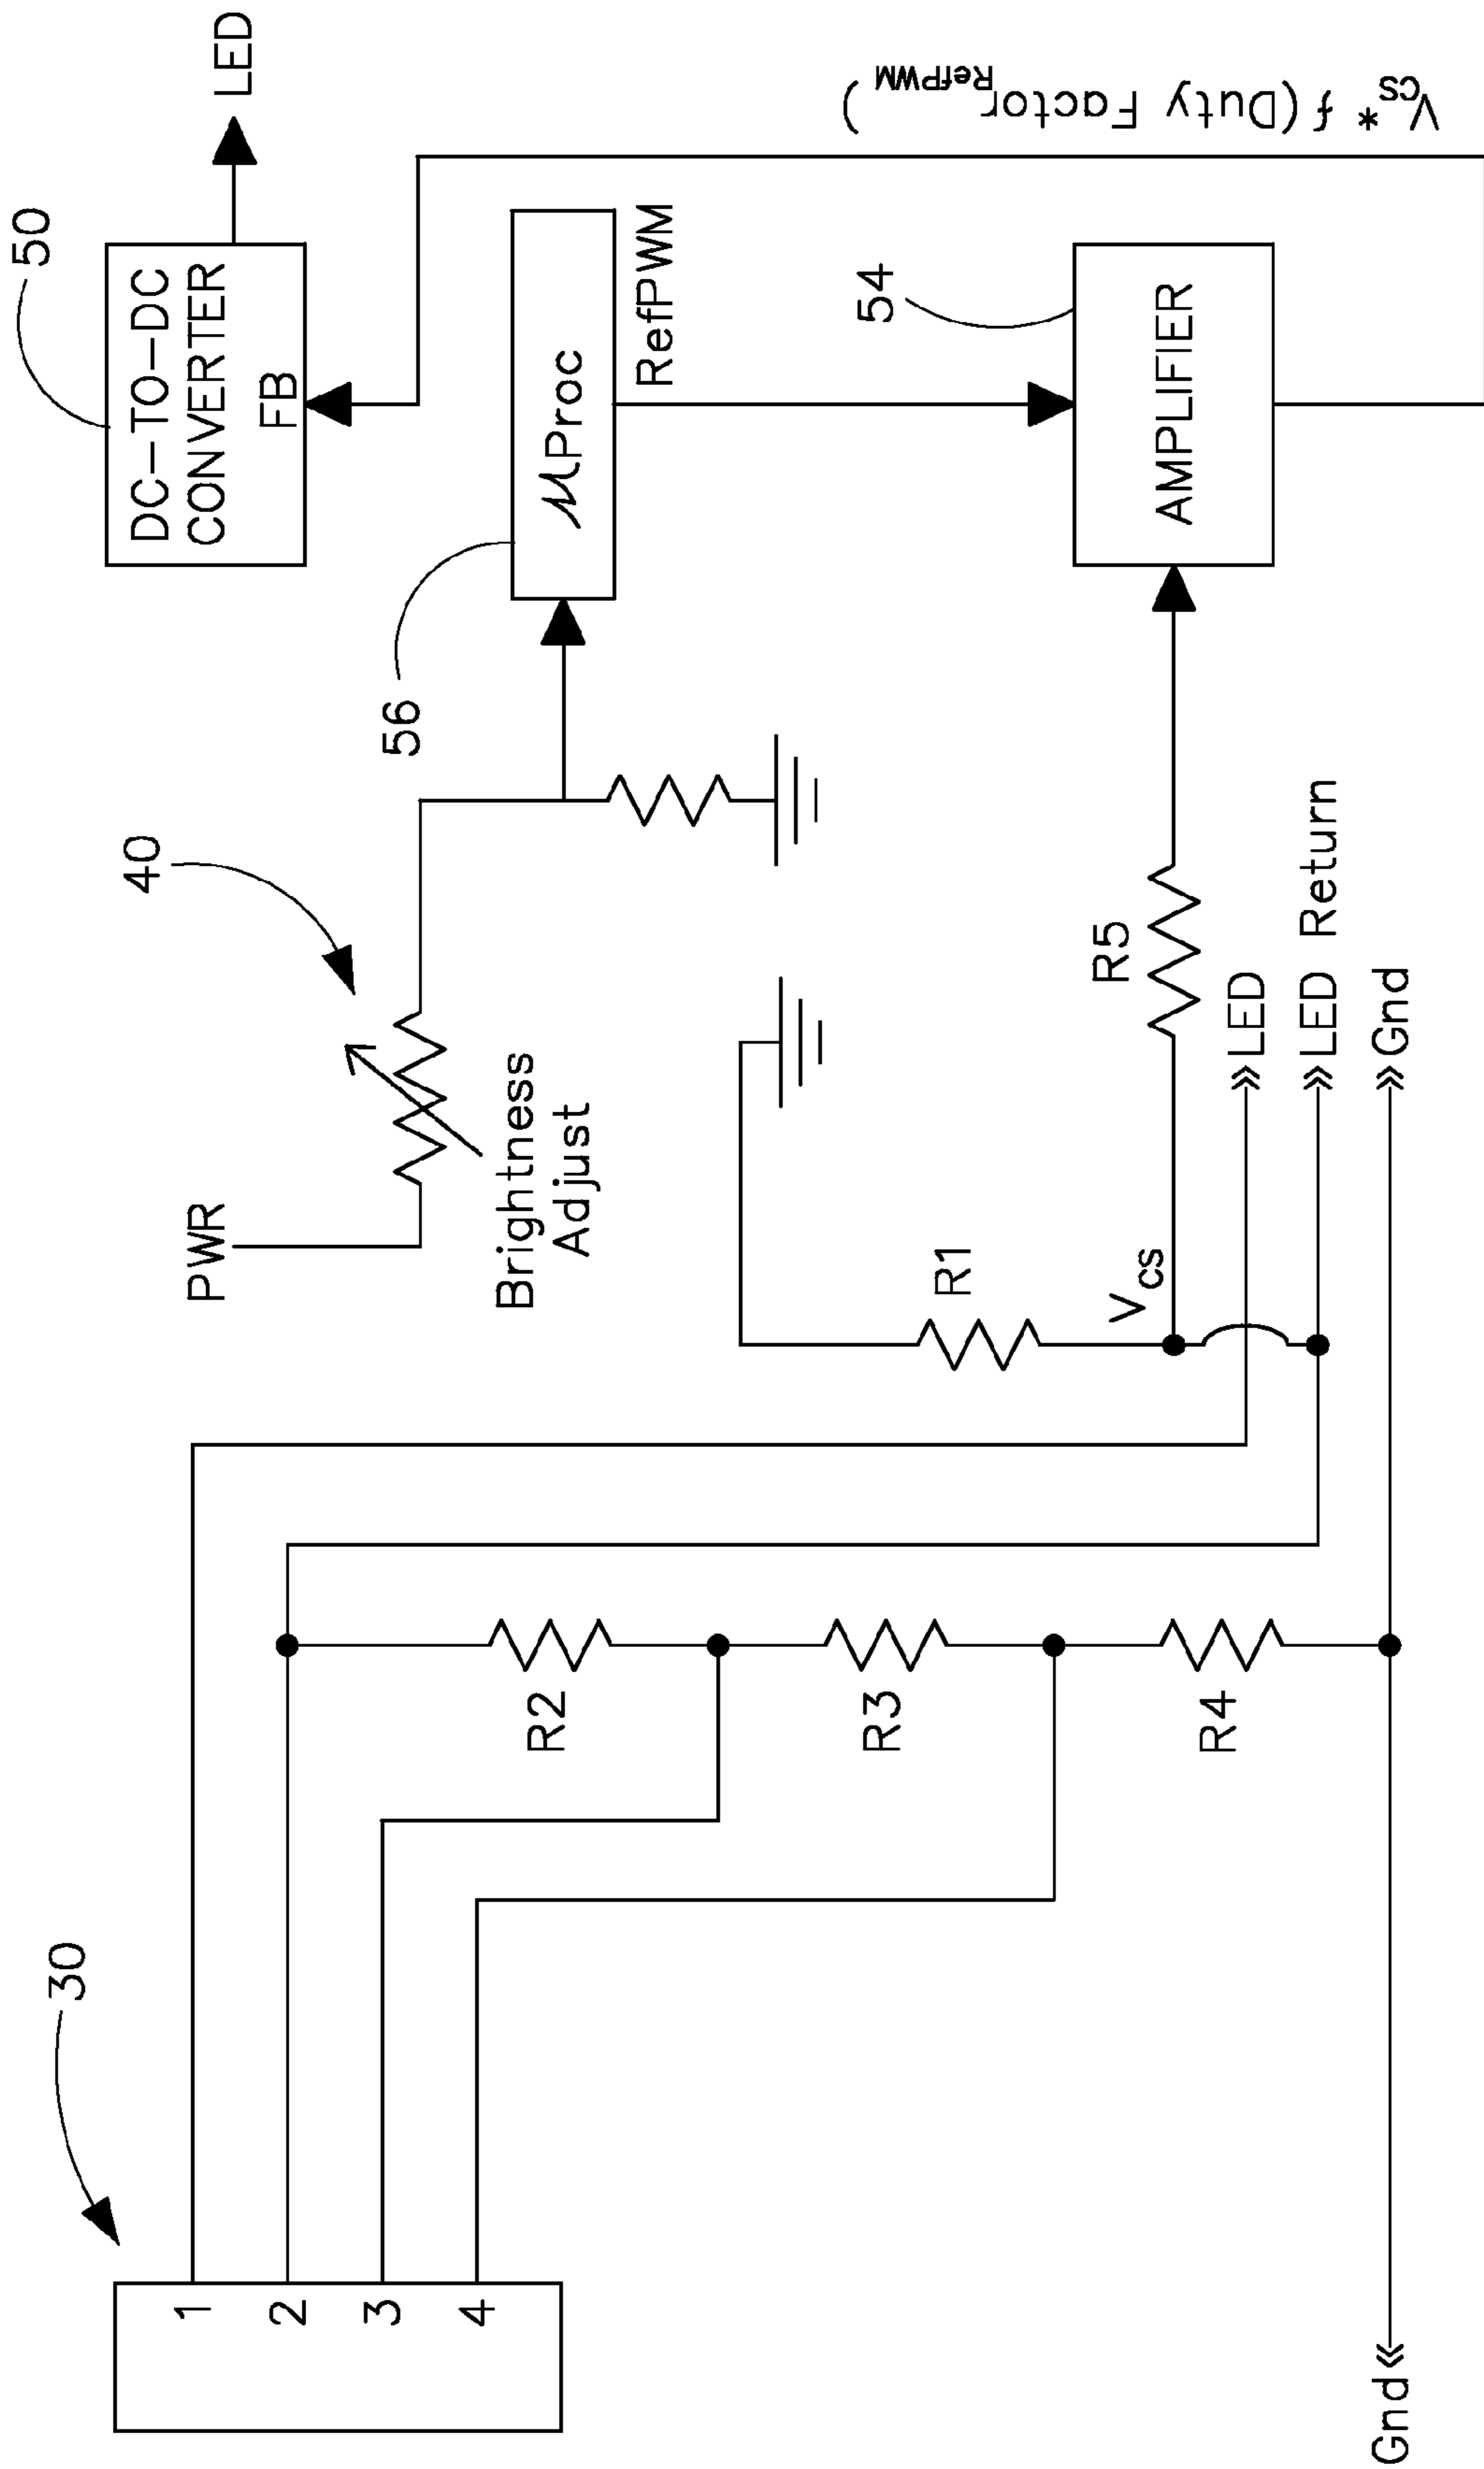 30
1
2
3
4
R2
R3
R4
Gnd
PWR
Brightness
Adjust
40
R1
Vcs
R5
LED
LED Return
Gnd
56
50
DC-TO-DC
CONVERTER
FB
LED
μProc
RefPWM
54
AMPLIFIER
Vcs* f(Duty FactorRefPWM)